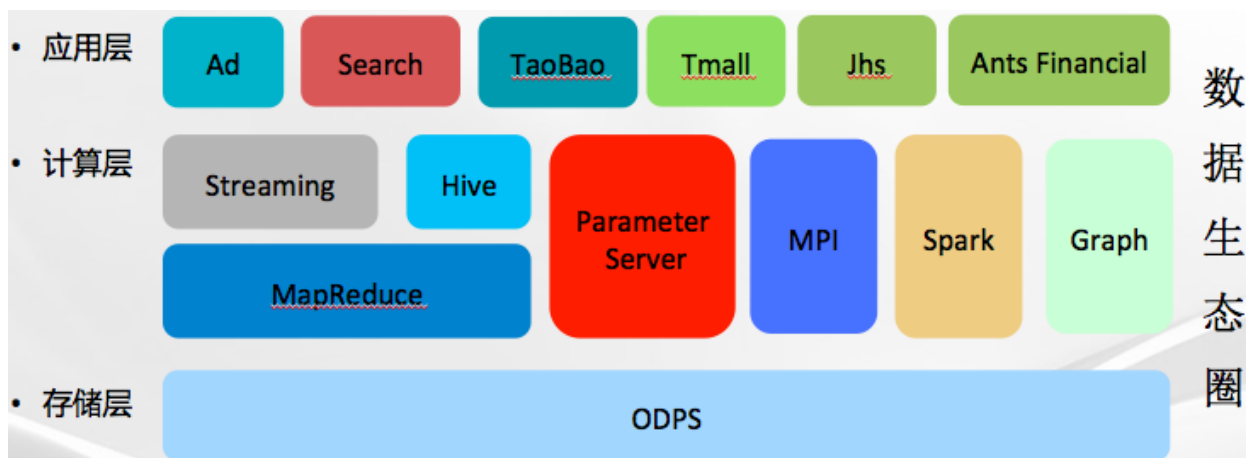 • 应用层
Ad
Search
TaoBao
Tmall
Jhs
Ants Financial
• 计算层
Streaming
Hive
MapReduce
Parameter
Server
MPI
Spark
Graph
• 存储层
ODPS
数据生态圈